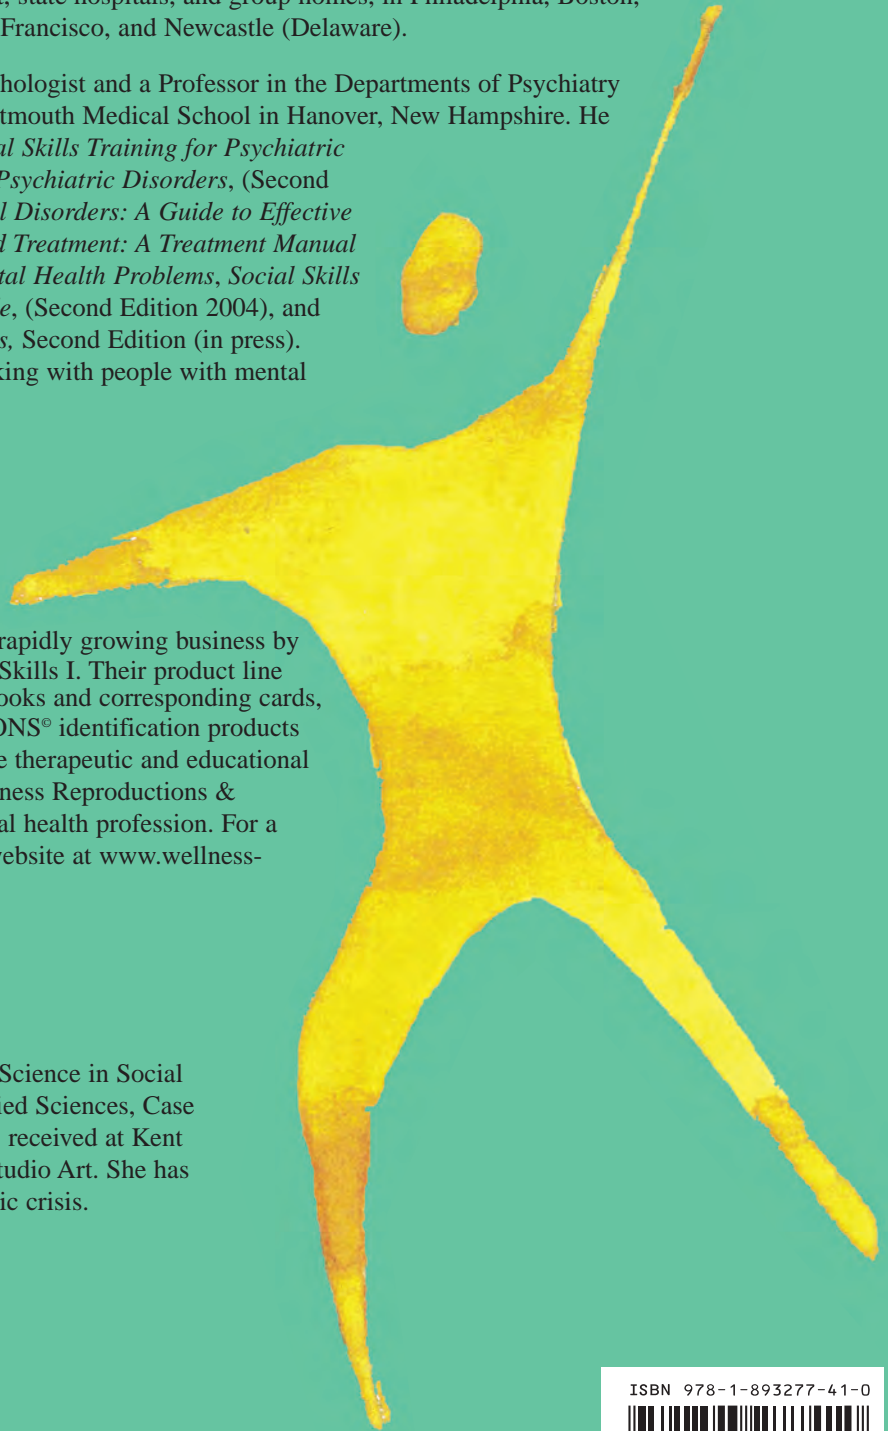 state hospitals, and group homes, in Philadelphia, Boston,
Francisco, and Newcastle (Delaware).
hologist and a Professor in the Departments of Psychiatry
tmouth Medical School in Hanover, New Hampshire. He
al Skills Training for Psychiatric
Psychiatric Disorders, (Second
l Disorders: A Guide to Effective
d Treatment: A Treatment Manual
tal Health Problems, Social Skills
e, (Second Edition 2004), and
s, Second Edition (in press).
king with people with mental
rapidly growing business by
Skills I. Their product line
ooks and corresponding cards,
ONS© identification products
e therapeutic and educational
ness Reproductions &
al health profession. For a
website at www.wellness-
Science in Social
ied Sciences, Case
received at Kent
tudio Art. She has
ic crisis.
ISBN 978-1-893277-41-0